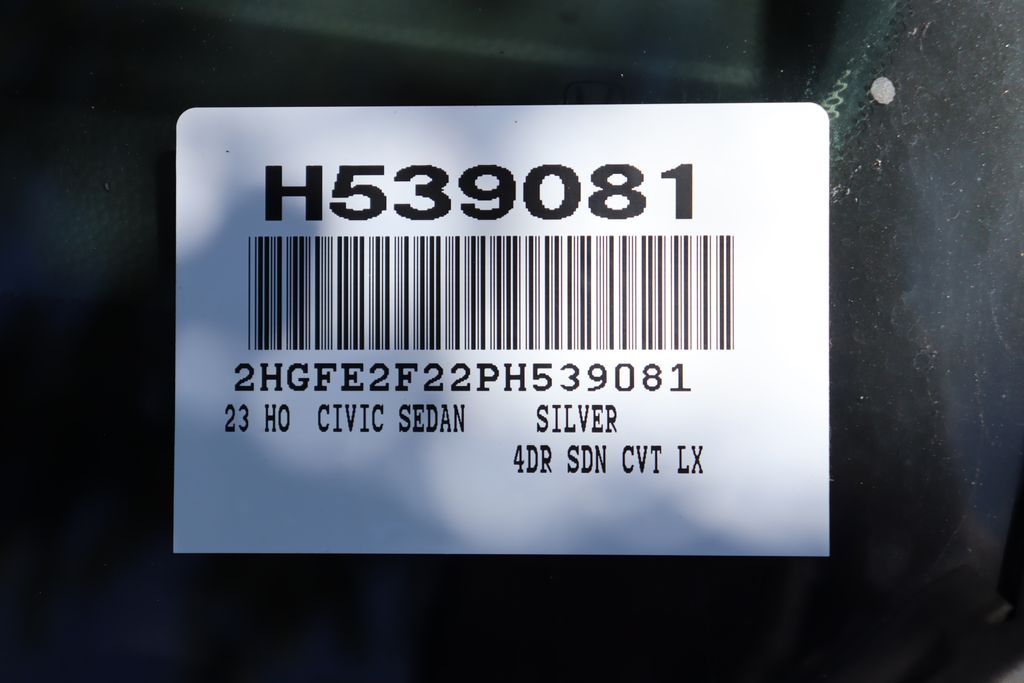 H539081
2HGFE2F22PH539081
23 HO CIVIC SEDAN SILVER
4DR SDN CVT LX